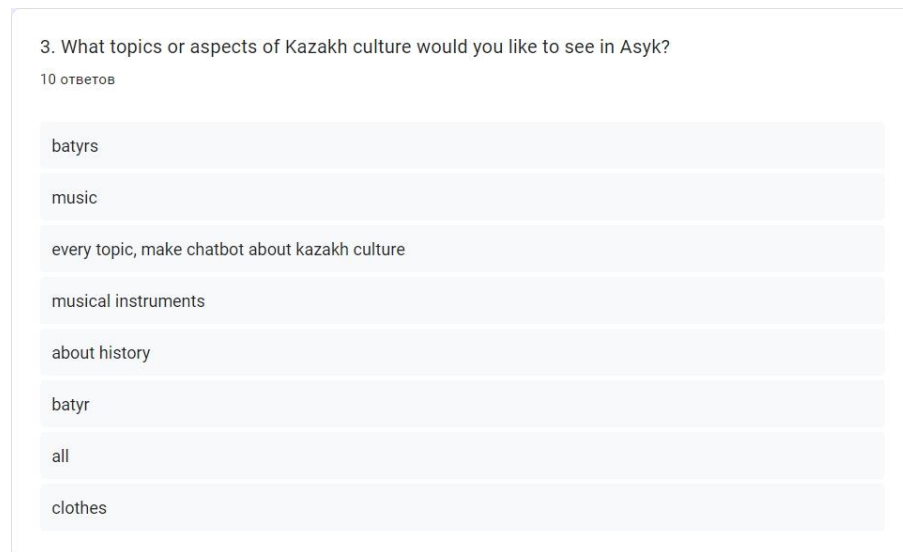 3. What topics or aspects of Kazakh culture would you like to see in Asyk?
10 ответов
batyrs
music
every topic, make chatbot about kazakh culture
musical instruments
about history
batyr
all
clothes